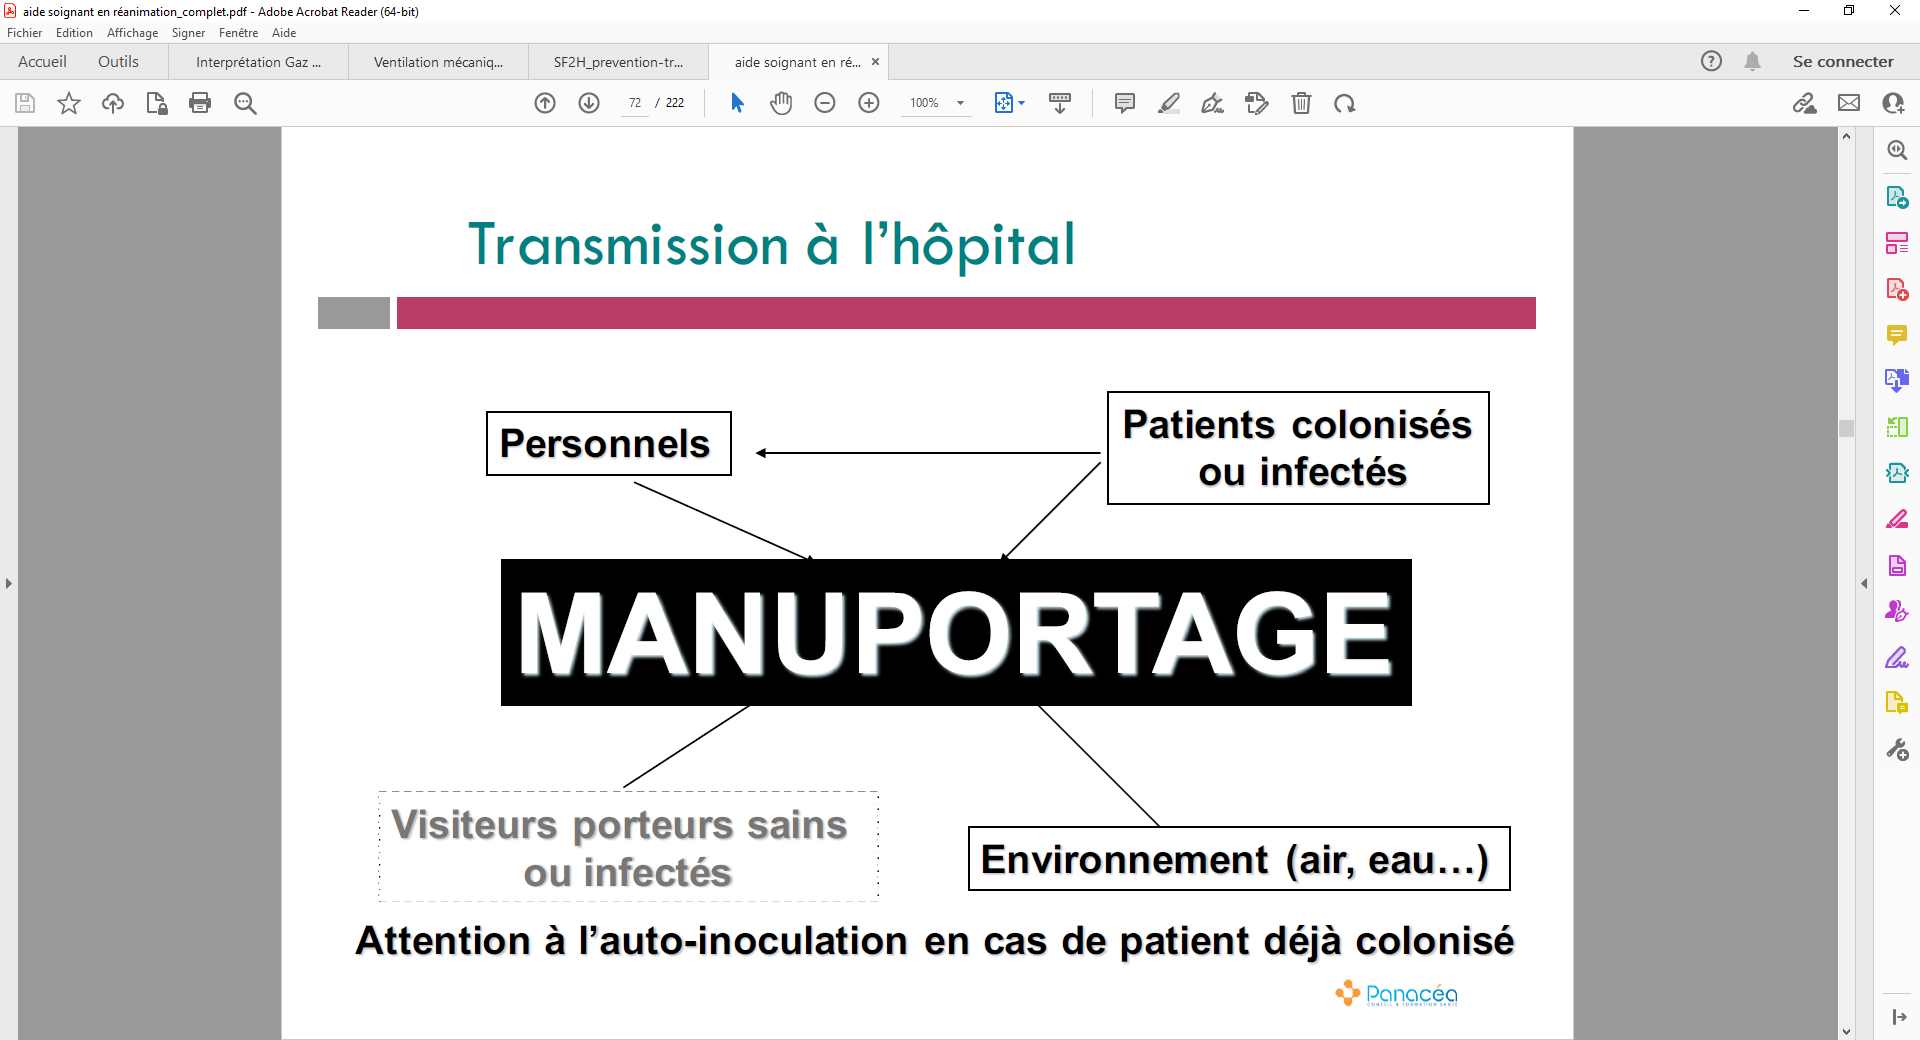 aide soignant en réanimation_complet.pdf - Adobe Acrobat Reader (64-bit)
Fichier Edition Affichage Signer Fenêtre Aide
Accueil Outils Interprétation Gaz ... Ventilation mécaniq... SF2H_prevention-tr... aide soignant en ré... Se connecter
72 / 222 100%
Transmission à l’hôpital
Personnels
Patients colonisés
ou infectés
MANUPORTAGE
Visiteurs porteurs sains
ou infectés
Environnement (air, eau…)
Attention à l’auto-inoculation en cas de patient déjà colonisé
Panacéa
CONSEIL & FORMATION SANTÉ